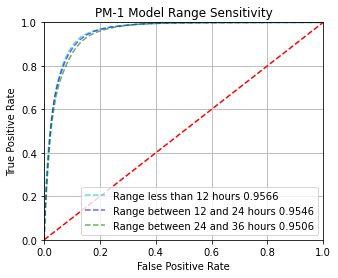 PM-1 Model Range Sensitivity
1.0
0.8
0.6
0.4
0.2
0.0
True Positive Rate
Range less than 12 hours 0.9566
Range between 12 and 24 hours 0.9546
Range between 24 and 36 hours 0.9506
0.0 0.2 0.4 0.6 0.8 1.0
False Positive Rate